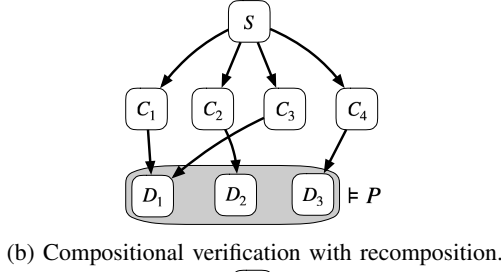 S
C₁ C₂ C₃ C₄
D₁ D₂ D₃ ⊨ P
(b) Compositional verification with recomposition.